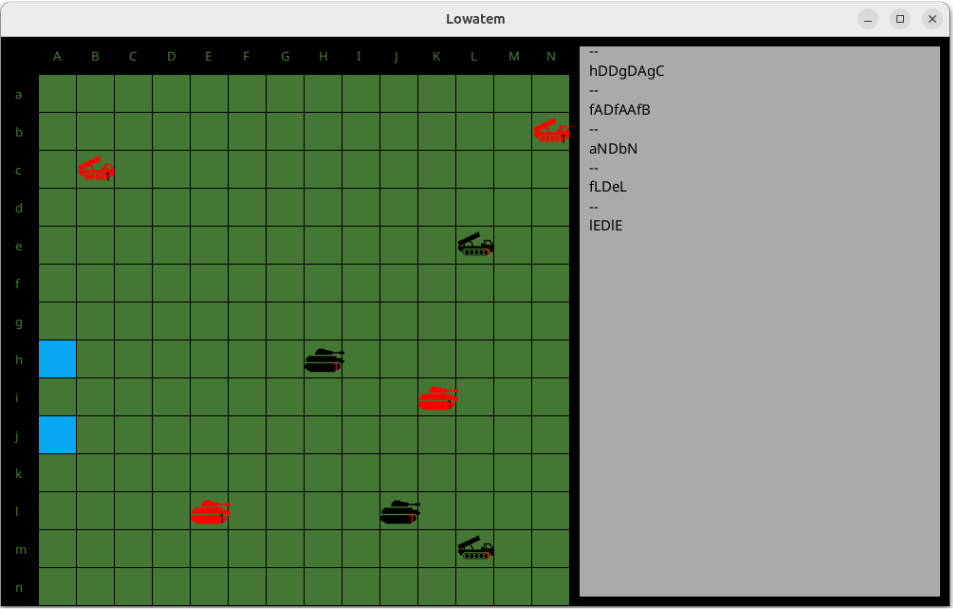 Lowatem
A B C D E F G H I J K L M N
a
b
c
d
e
f
g
h
i
j
k
l
m
n
--
hDDgDAgC
--
fADfAAfB
--
aNDbN
--
fLDeL
--
lEDlE